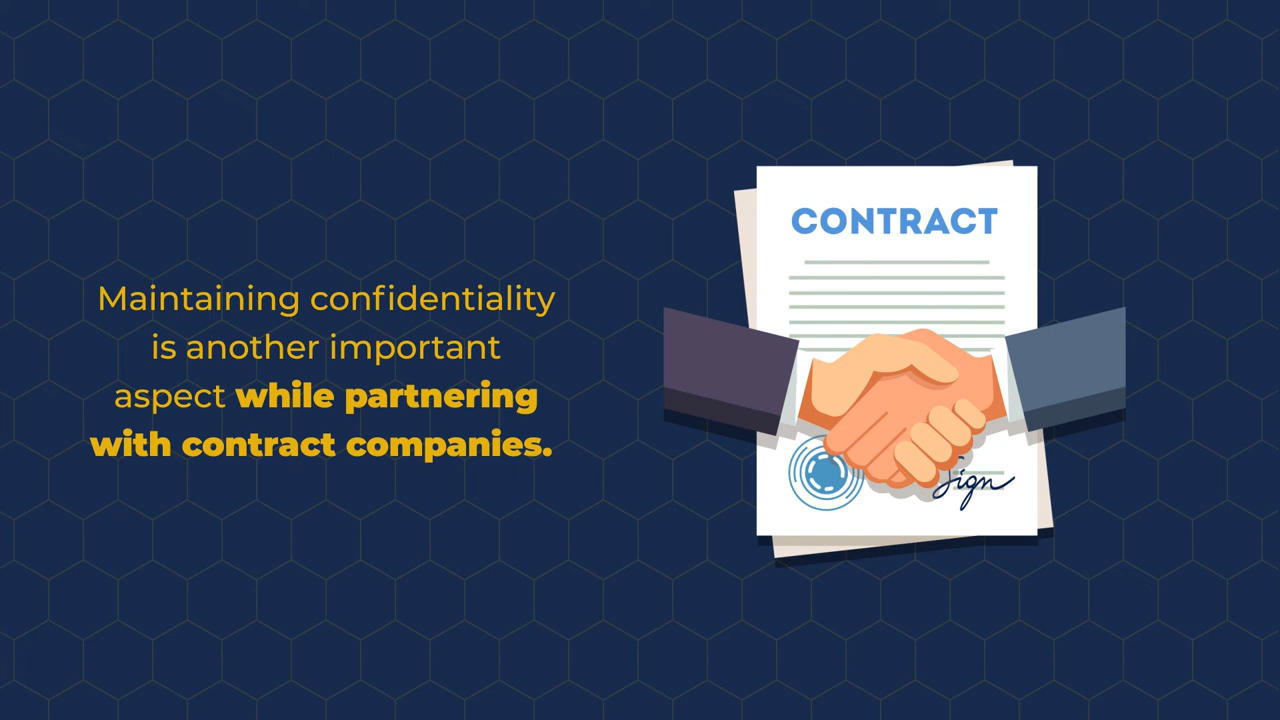 Maintaining confidentiality
is another important
aspect while partnering
with contract companies.
CONTRACT
Sign